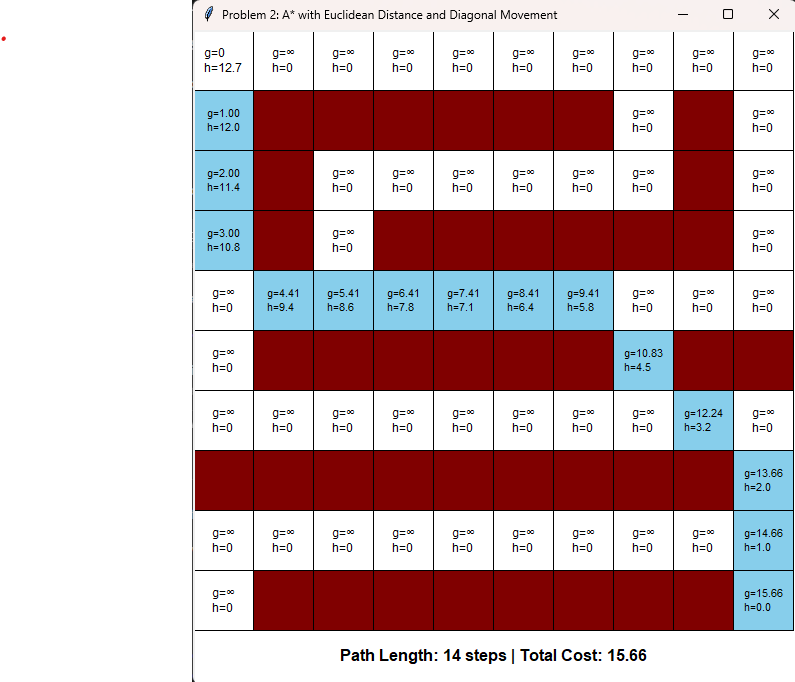 Problem 2: A* with Euclidean Distance and Diagonal Movement
g=0 g=∞ g=∞ g=∞ g=∞ g=∞ g=∞ g=∞ g=∞ g=∞
h=12.7 h=0 h=0 h=0 h=0 h=0 h=0 h=0 h=0 h=0
g=1.00 g=∞ g=∞
h=12.0 h=0 h=0
g=2.00 g=∞ g=∞ g=∞ g=∞ g=∞ g=∞ g=∞
h=11.4 h=0 h=0 h=0 h=0 h=0 h=0 h=0
g=3.00 g=∞ g=∞
h=10.8 h=0 h=0
g=∞ g=4.41 g=5.41 g=6.41 g=7.41 g=8.41 g=9.41 g=∞ g=∞ g=∞
h=0 h=9.4 h=8.6 h=7.8 h=7.1 h=6.4 h=5.8 h=0 h=0 h=0
g=∞ g=10.83
h=0 h=4.5
g=∞ g=∞ g=∞ g=∞ g=∞ g=∞ g=∞ g=∞ g=12.24 g=∞
h=0 h=0 h=0 h=0 h=0 h=0 h=0 h=0 h=3.2 h=0
g=13.66
h=2.0
g=∞ g=∞ g=∞ g=∞ g=∞ g=∞ g=∞ g=∞ g=∞ g=14.66
h=0 h=0 h=0 h=0 h=0 h=0 h=0 h=0 h=0 h=1.0
g=∞ g=15.66
h=0 h=0.0
Path Length: 14 steps | Total Cost: 15.66